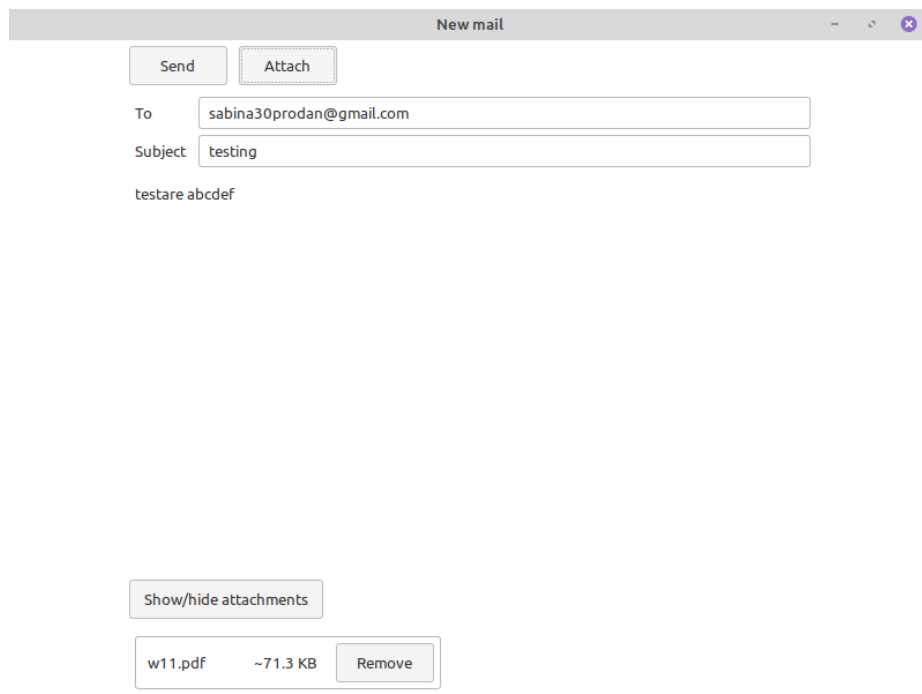 New mail
Send Attach
To sabina30prodan@gmail.com
Subject testing
testare abcdef
Show/hide attachments
w11.pdf ~71.3 KB Remove